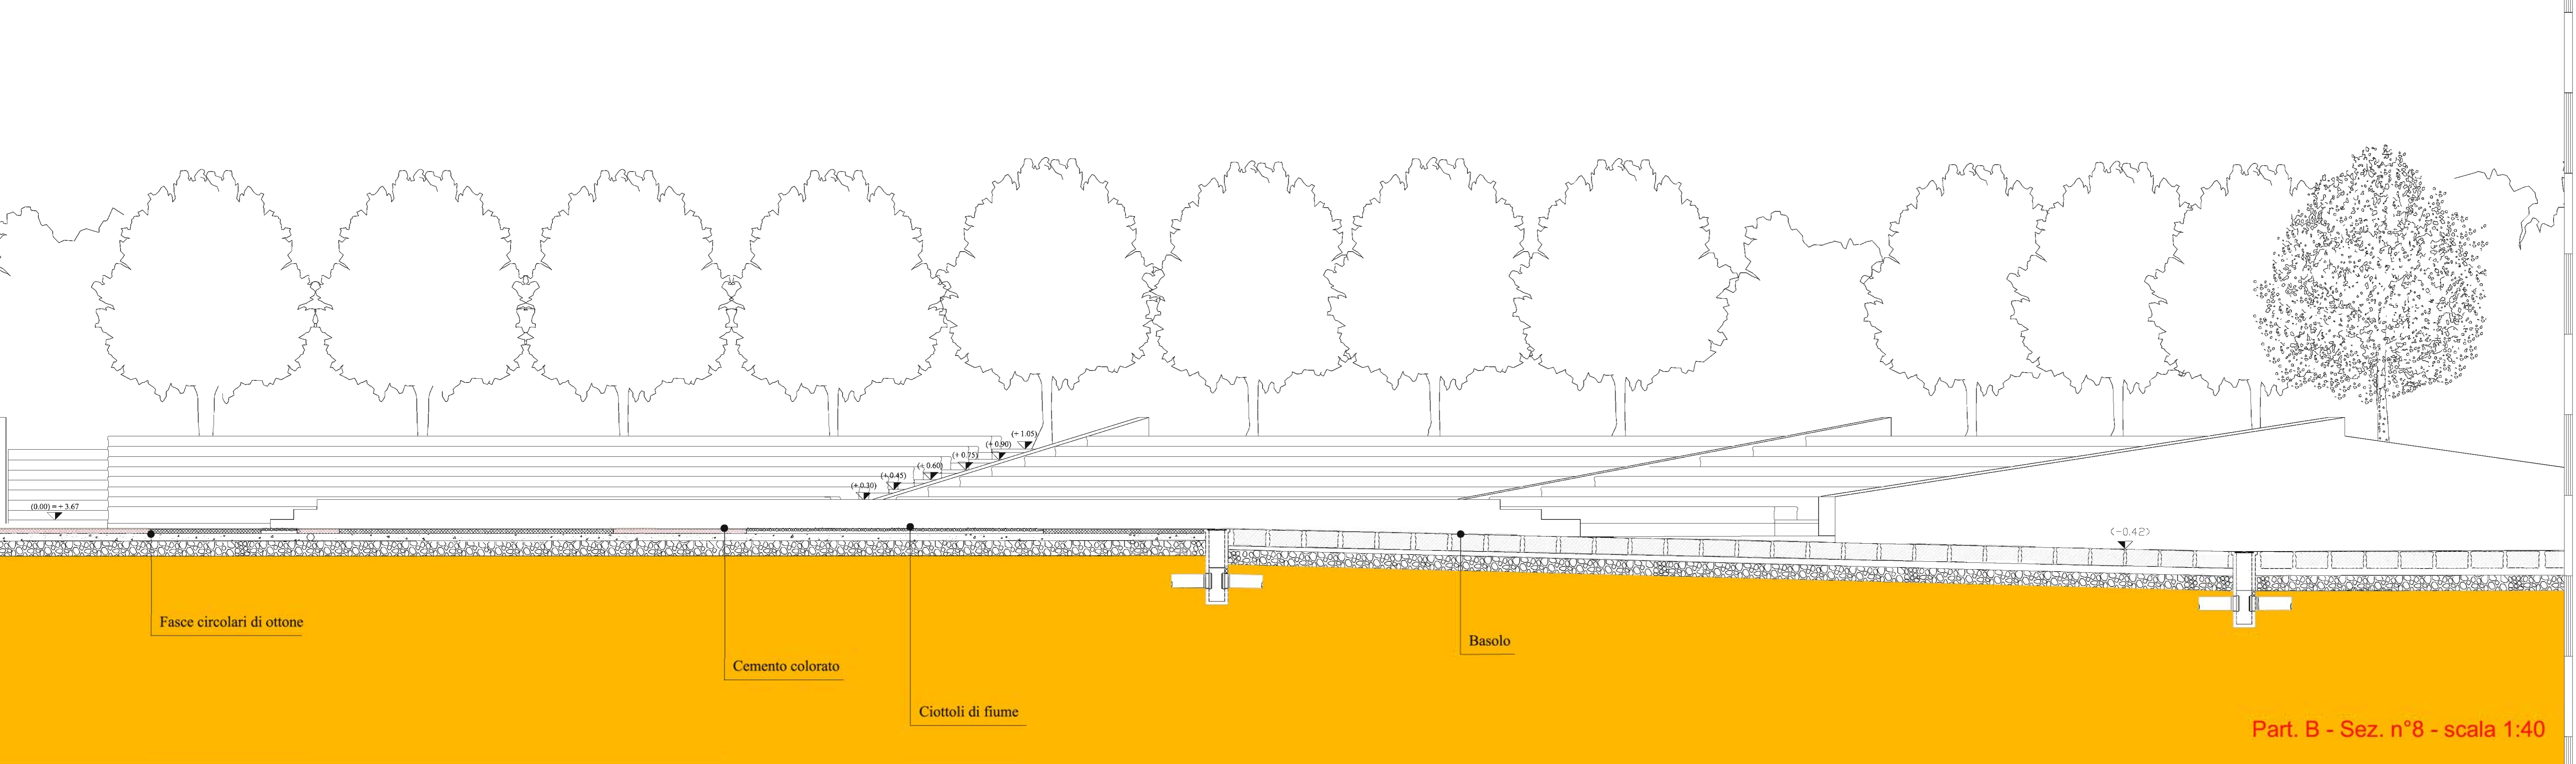 (+ 1.05)
(+ 0.90)
(+ 0.75)
(+ 0.60)
(+ 0.45)
(+ 0.30)
(0.00) = + 3.67
(-0.42)
Fasce circolari di ottone
Basolo
Cemento colorato
Ciottoli di fiume
Part. B - Sez. n°8 - scala 1:40